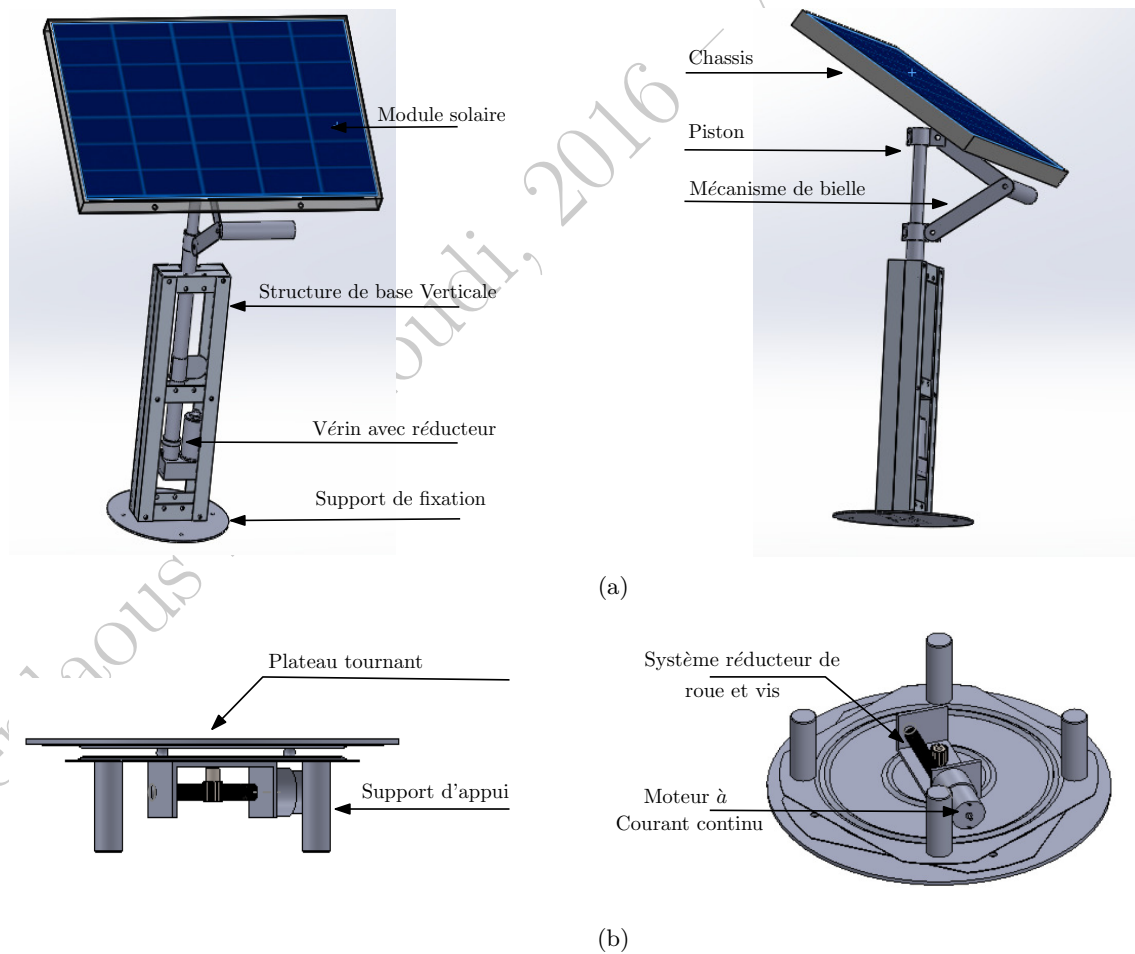 Module solaire
Structure de base Verticale
Vérin avec réducteur
Support de fixation
Chassis
Piston
Mécanisme de bielle
(a)
Plateau tournant
Support d'appui
Système réducteur de
roue et vis
Moteur à
Courant continu
(b)
2016 –